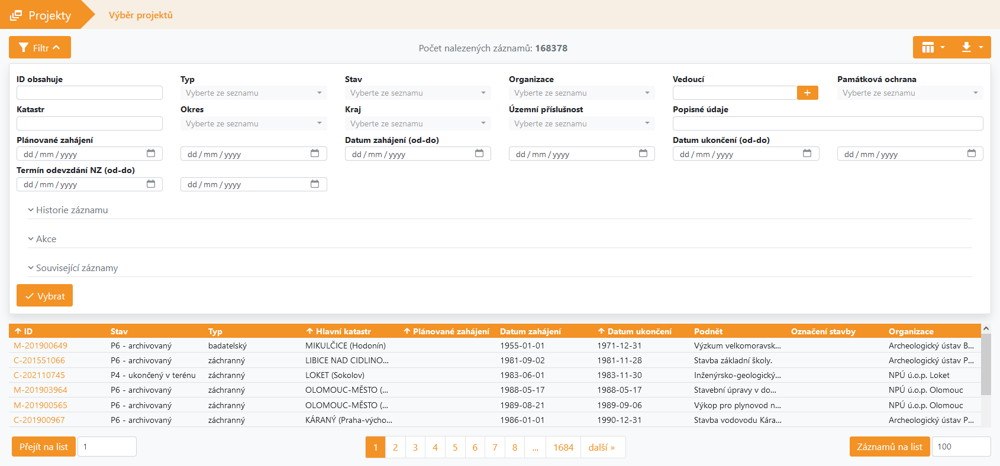 Projekty Výběr projektů
Filtr Počet nalezených záznamů: 168378
ID obsahuje Typ Stav Organizace Vedoucí Památková ochrana
Vyberte ze seznamu Vyberte ze seznamu Vyberte ze seznamu + Vyberte ze seznamu
Katastr Okres Kraj Územní příslušnost Popisné údaje
Vyberte ze seznamu Vyberte ze seznamu Vyberte ze seznamu
Plánované zahájení Datum zahájení (od-do) Datum ukončení (od-do)
dd/mm/yyyy dd/mm/yyyy dd/mm/yyyy dd/mm/yyyy dd/mm/yyyy dd/mm/yyyy
Termín odevzdání NZ (od-do)
dd/mm/yyyy dd/mm/yyyy
Historie záznamu
Akce
Související záznamy
Vybrat
ID Stav Typ Hlavní katastr Plánované zahájení Datum zahájení Datum ukončení Podnět Označení stavby Organizace
M-201900649 P6 - archivovaný badatelský MIKULČICE (Hodonín) 1955-01-01 1971-12-31 Výzkum velkomoravsk... Archeologický ústav B...
C-201551066 P6 - archivovaný záchranný LIBICE NAD CIDLINO... 1981-09-02 1981-11-28 Stavba základní školy. Archeologický ústav P...
C-202110745 P4 - ukončený v terénu záchranný LOKET (Sokolov) 1983-06-01 1983-11-30 Inženýrsko-geologický... NPÚ ú.o.p. Loket
M-201903964 P6 - archivovaný záchranný OLOMOUC-MĚSTO (... 1988-05-17 1988-05-17 Stavební úpravy v do... NPÚ ú.o.p. Olomouc
M-201900565 P6 - archivovaný záchranný OLOMOUC-MĚSTO (... 1989-08-21 1989-09-06 Výkop pro plynovod n... NPÚ ú.o.p. Olomouc
C-201900967 P6 - archivovaný záchranný KÁRANÝ (Praha-výcho... 1986-01-01 1990-12-31 Stavba vodovodu Kára... Archeologický ústav P...
Přejít na list 1 1 2 3 4 5 6 7 8 ... 1684 další » Záznamů na list 100